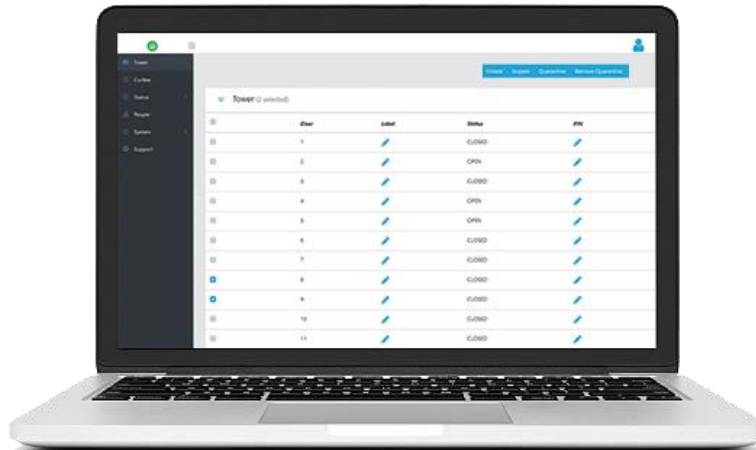 Tower
Status
People
System
Support
Unlock Inspect Quarantine Remove Quarantine
Tower (2 selected)
Door Label Status PIN
1 CLOSED
2 OPEN
3 CLOSED
4 OPEN
5 OPEN
6 CLOSED
7 CLOSED
8 CLOSED
9 CLOSED
10 CLOSED
11 CLOSED